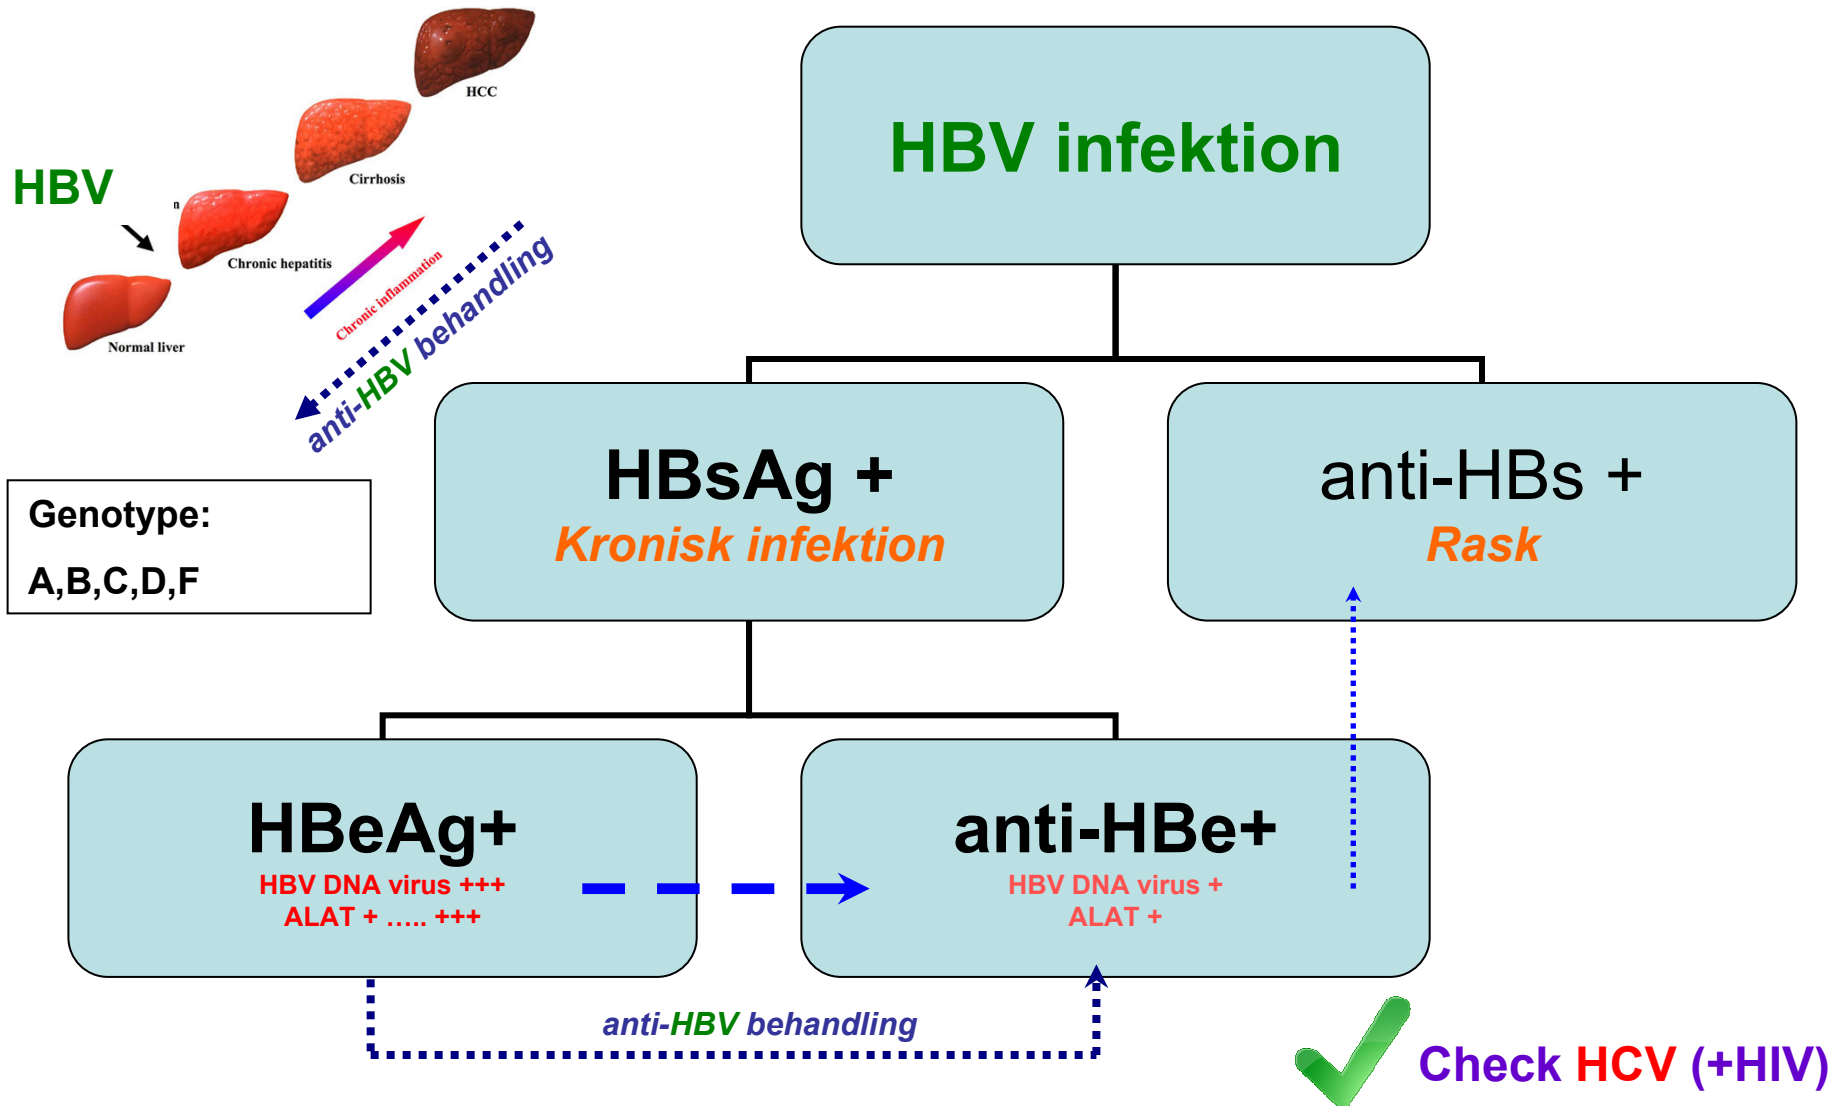 HCC
Cirrhosis
HBV
n
Chronic hepatitis
Chronic inflammation
Normal liver
anti-HBV behandling
HBV infektion
HBsAg +
Kronisk infektion
anti-HBs +
Rask
Genotype:
A,B,C,D,F
HBeAg+
HBV DNA virus +++
ALAT + ..... +++
anti-HBe+
HBV DNA virus +
ALAT +
anti-HBV behandling
Check HCV (+HIV)